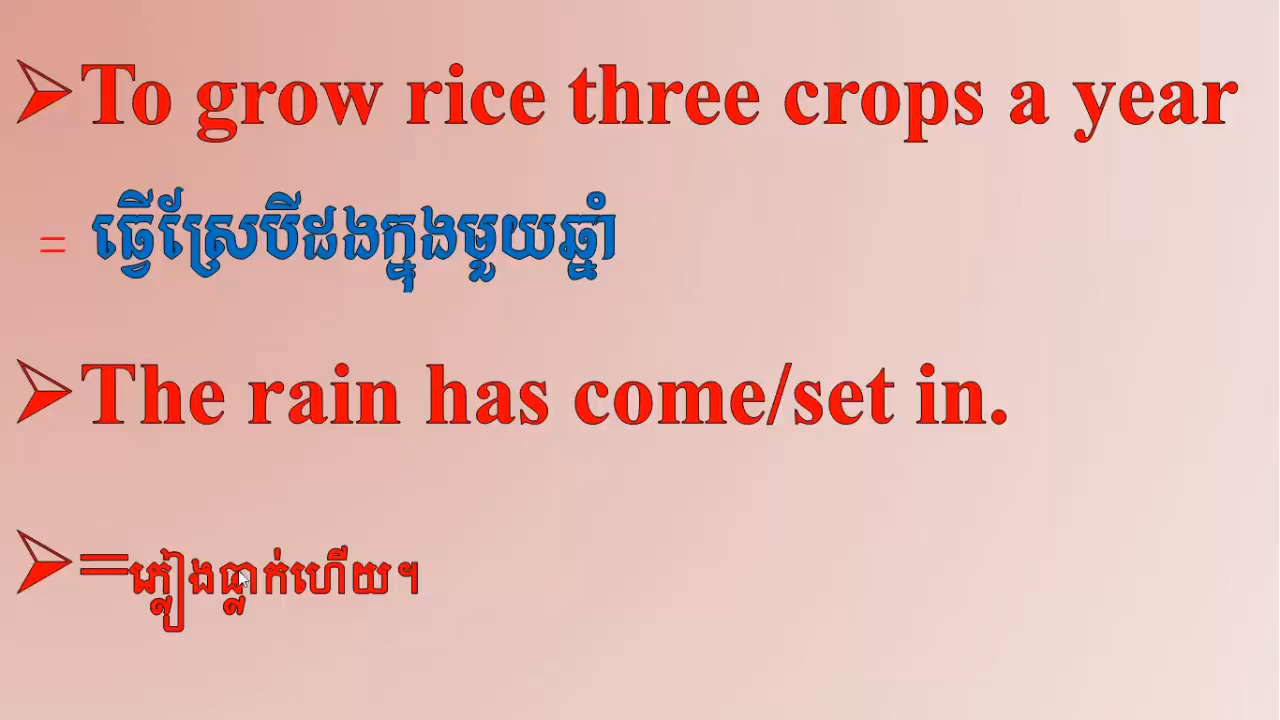 ➢To grow rice three crops a year
= ធ្វើស្រែបីដងក្នុងមួយឆ្នាំ
➢The rain has come/set in.
➢=ភ្លៀងធ្លាក់ហើយ។